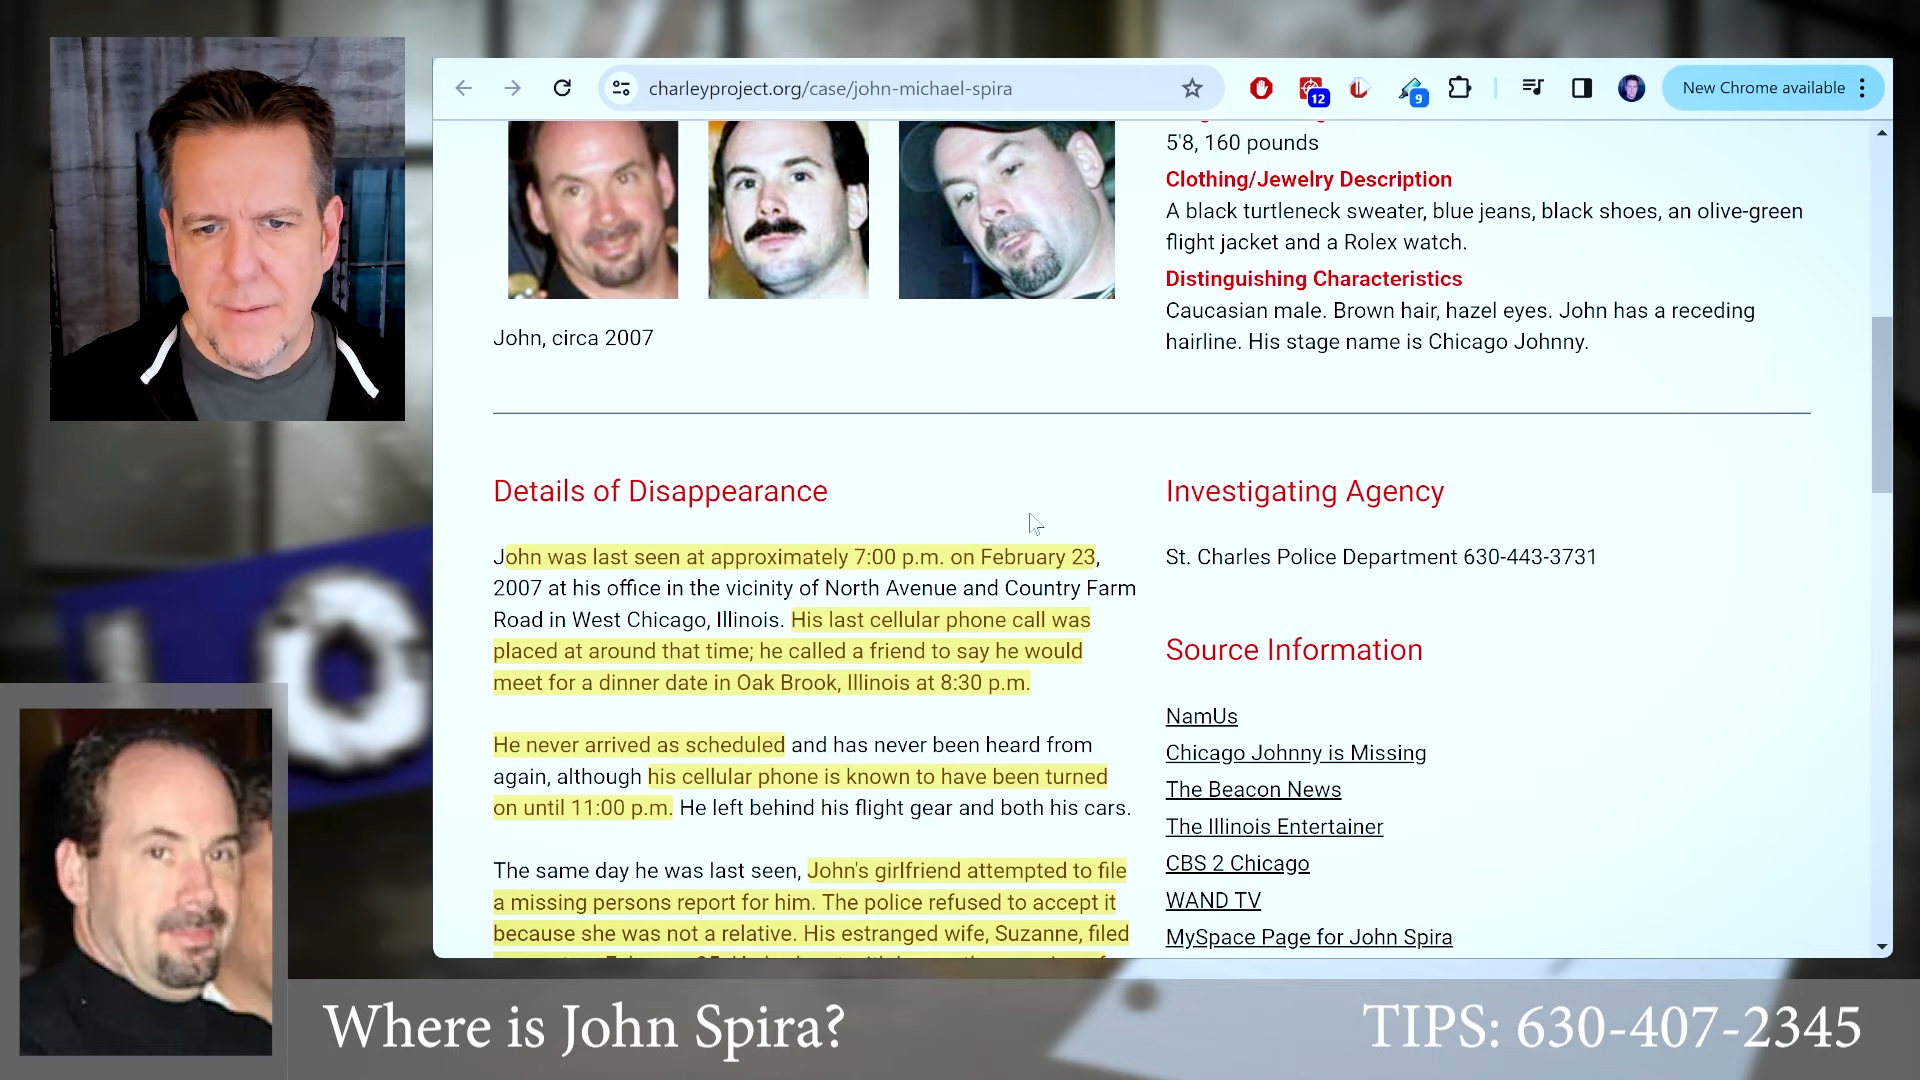 charleyproject.org/case/john-michael-spira
12
9
New Chrome available
5'8, 160 pounds
Clothing/Jewelry Description
A black turtleneck sweater, blue jeans, black shoes, an olive-green
flight jacket and a Rolex watch.
Distinguishing Characteristics
Caucasian male. Brown hair, hazel eyes. John has a receding
hairline. His stage name is Chicago Johnny.
John, circa 2007
Details of Disappearance
John was last seen at approximately 7:00 p.m. on February 23,
2007 at his office in the vicinity of North Avenue and Country Farm
Road in West Chicago, Illinois. His last cellular phone call was
placed at around that time; he called a friend to say he would
meet for a dinner date in Oak Brook, Illinois at 8:30 p.m.
He never arrived as scheduled and has never been heard from
again, although his cellular phone is known to have been turned
on until 11:00 p.m. He left behind his flight gear and both his cars.
The same day he was last seen, John's girlfriend attempted to file
a missing persons report for him. The police refused to accept it
because she was not a relative. His estranged wife, Suzanne, filed
Investigating Agency
St. Charles Police Department 630-443-3731
Source Information
NamUs
Chicago Johnny is Missing
The Beacon News
The Illinois Entertainer
CBS 2 Chicago
WAND TV
MySpace Page for John Spira
Where is John Spira?
TIPS: 630-407-2345